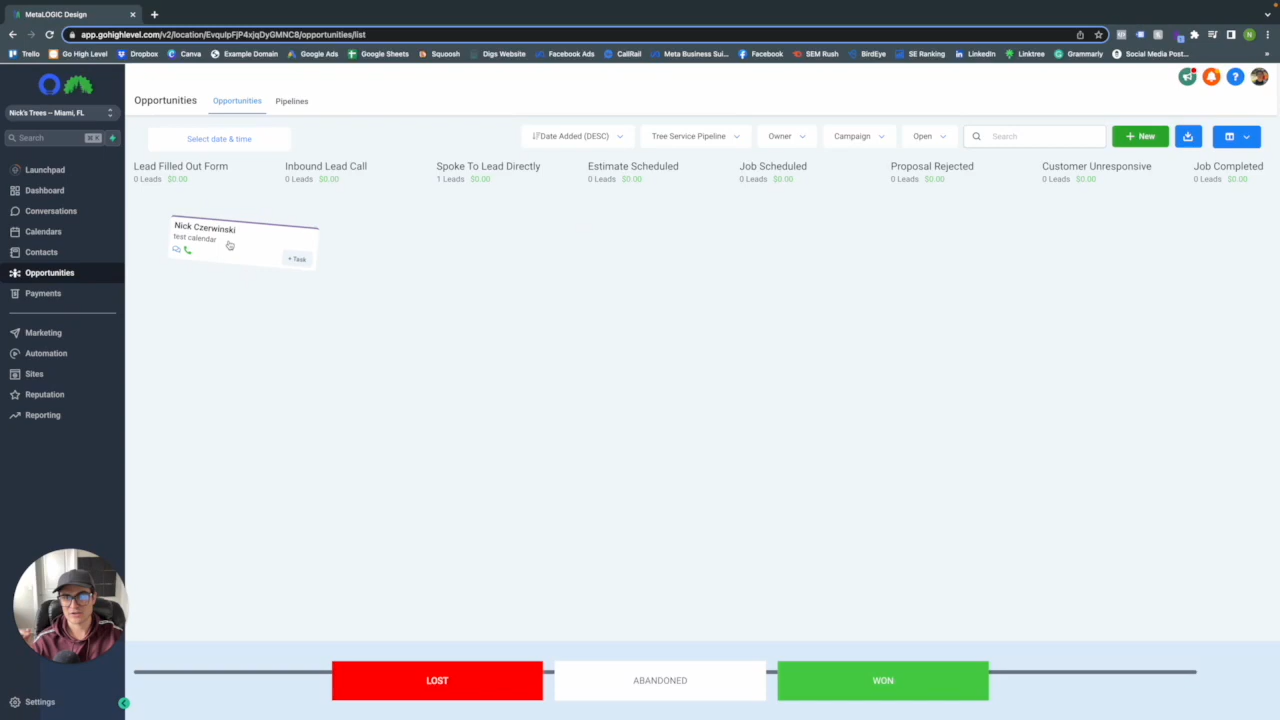 MetaLOGIC Design
app.gohighlevel.com/v2/location/EvquIpFjP4xjqDyGMNC8/opportunities/list
Trello Go High Level Dropbox Canva Example Domain Google Ads Google Sheets Squoosh Digs Website Facebook Ads CallRail Meta Business Sui... Facebook SEM Rush BirdEye SE Ranking LinkedIn Linktree Grammarly Social Media Post... »
Nick's Trees -- Miami, FL
Search ⌘K
Launchpad
Dashboard
Conversations
Calendars
Contacts
Opportunities
Payments
Marketing
Automation
Sites
Reputation
Reporting
Settings
Opportunities Opportunities Pipelines
Select date & time Date Added (DESC) Tree Service Pipeline Owner Campaign Open Search + New
Lead Filled Out Form Inbound Lead Call Spoke To Lead Directly Estimate Scheduled Job Scheduled Proposal Rejected Customer Unresponsive Job Completed
0 Leads $0.00 0 Leads $0.00 1 Leads $0.00 0 Leads $0.00 0 Leads $0.00 0 Leads $0.00 0 Leads $0.00 0 Leads $0.00
Nick Czerwinski
test calendar
+ Task
LOST ABANDONED WON